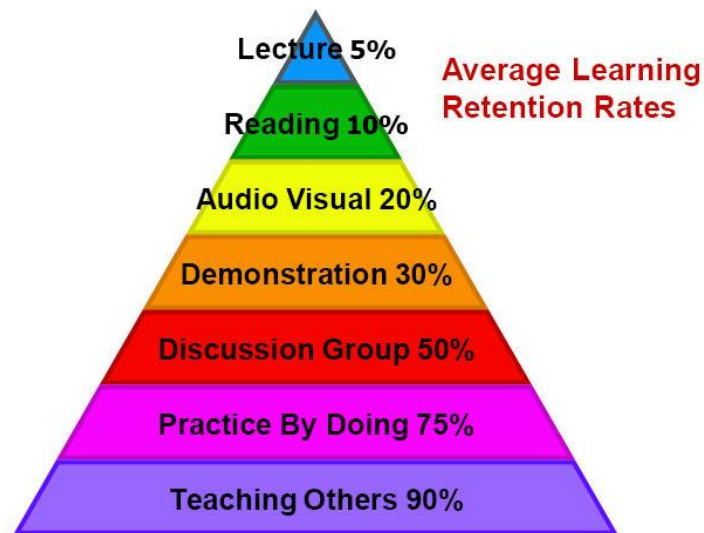 Lecture 5%
Average Learning
Retention Rates
Reading 10%
Audio Visual 20%
Demonstration 30%
Discussion Group 50%
Practice By Doing 75%
Teaching Others 90%